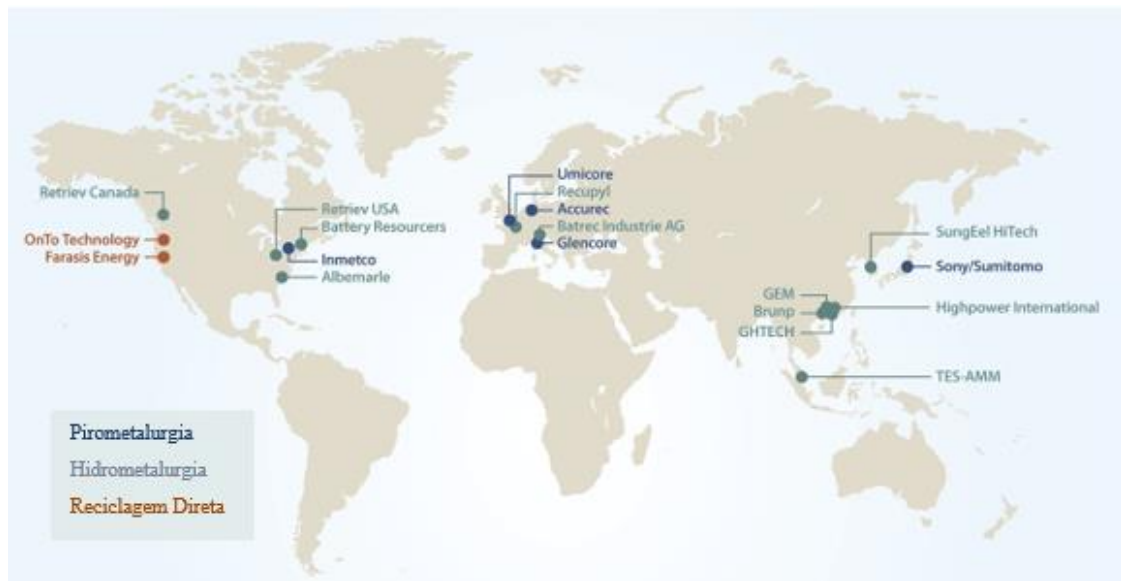 Retriev Canada
OnTo Technology
Farasis Energy
Retriev USA
Battery Resourcers
Inmetco
Albemarle
Umicore
Recupyl
Accurec
Batrec Industrie AG
Glencore
SungEel HiTech
Sony/Sumitomo
GEM
Brunp
GHTECH
Highpower International
TES-AMM
Pirometalurgia
Hidrometalurgia
Reciclagem Direta